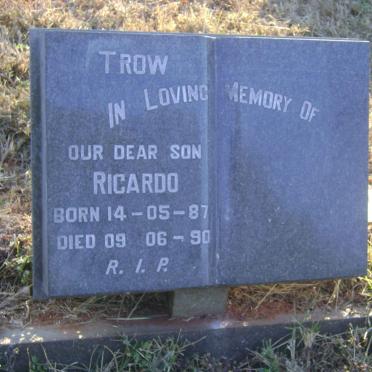 TROW
IN LOVING MEMORY OF
OUR DEAR SON
RICARDO
BORN 14-05-87
DIED 09 06-90
R. I. P.